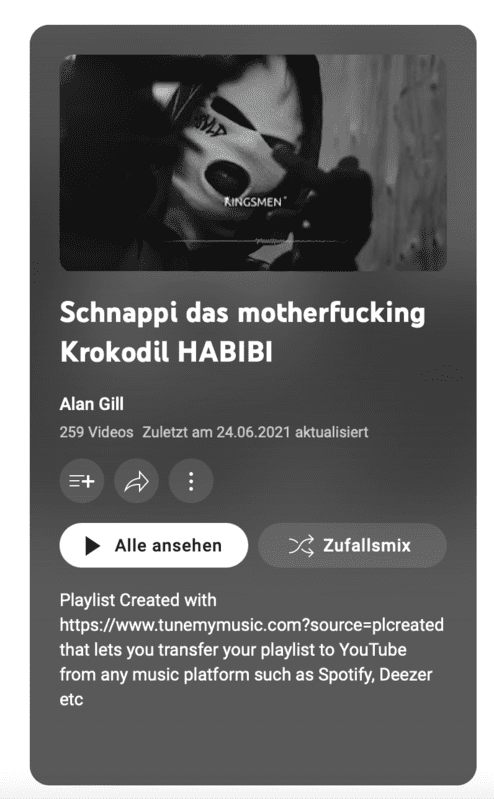 RINGSMEN
Schnappi das motherfucking
Krokodil HABIBI
Alan Gill
259 Videos Zuletzt am 24.06.2021 aktualisiert
Alle ansehen
Zufallsmix
Playlist Created with
https://www.tunemymusic.com?source=plcreated
that lets you transfer your playlist to YouTube
from any music platform such as Spotify, Deezer
etc